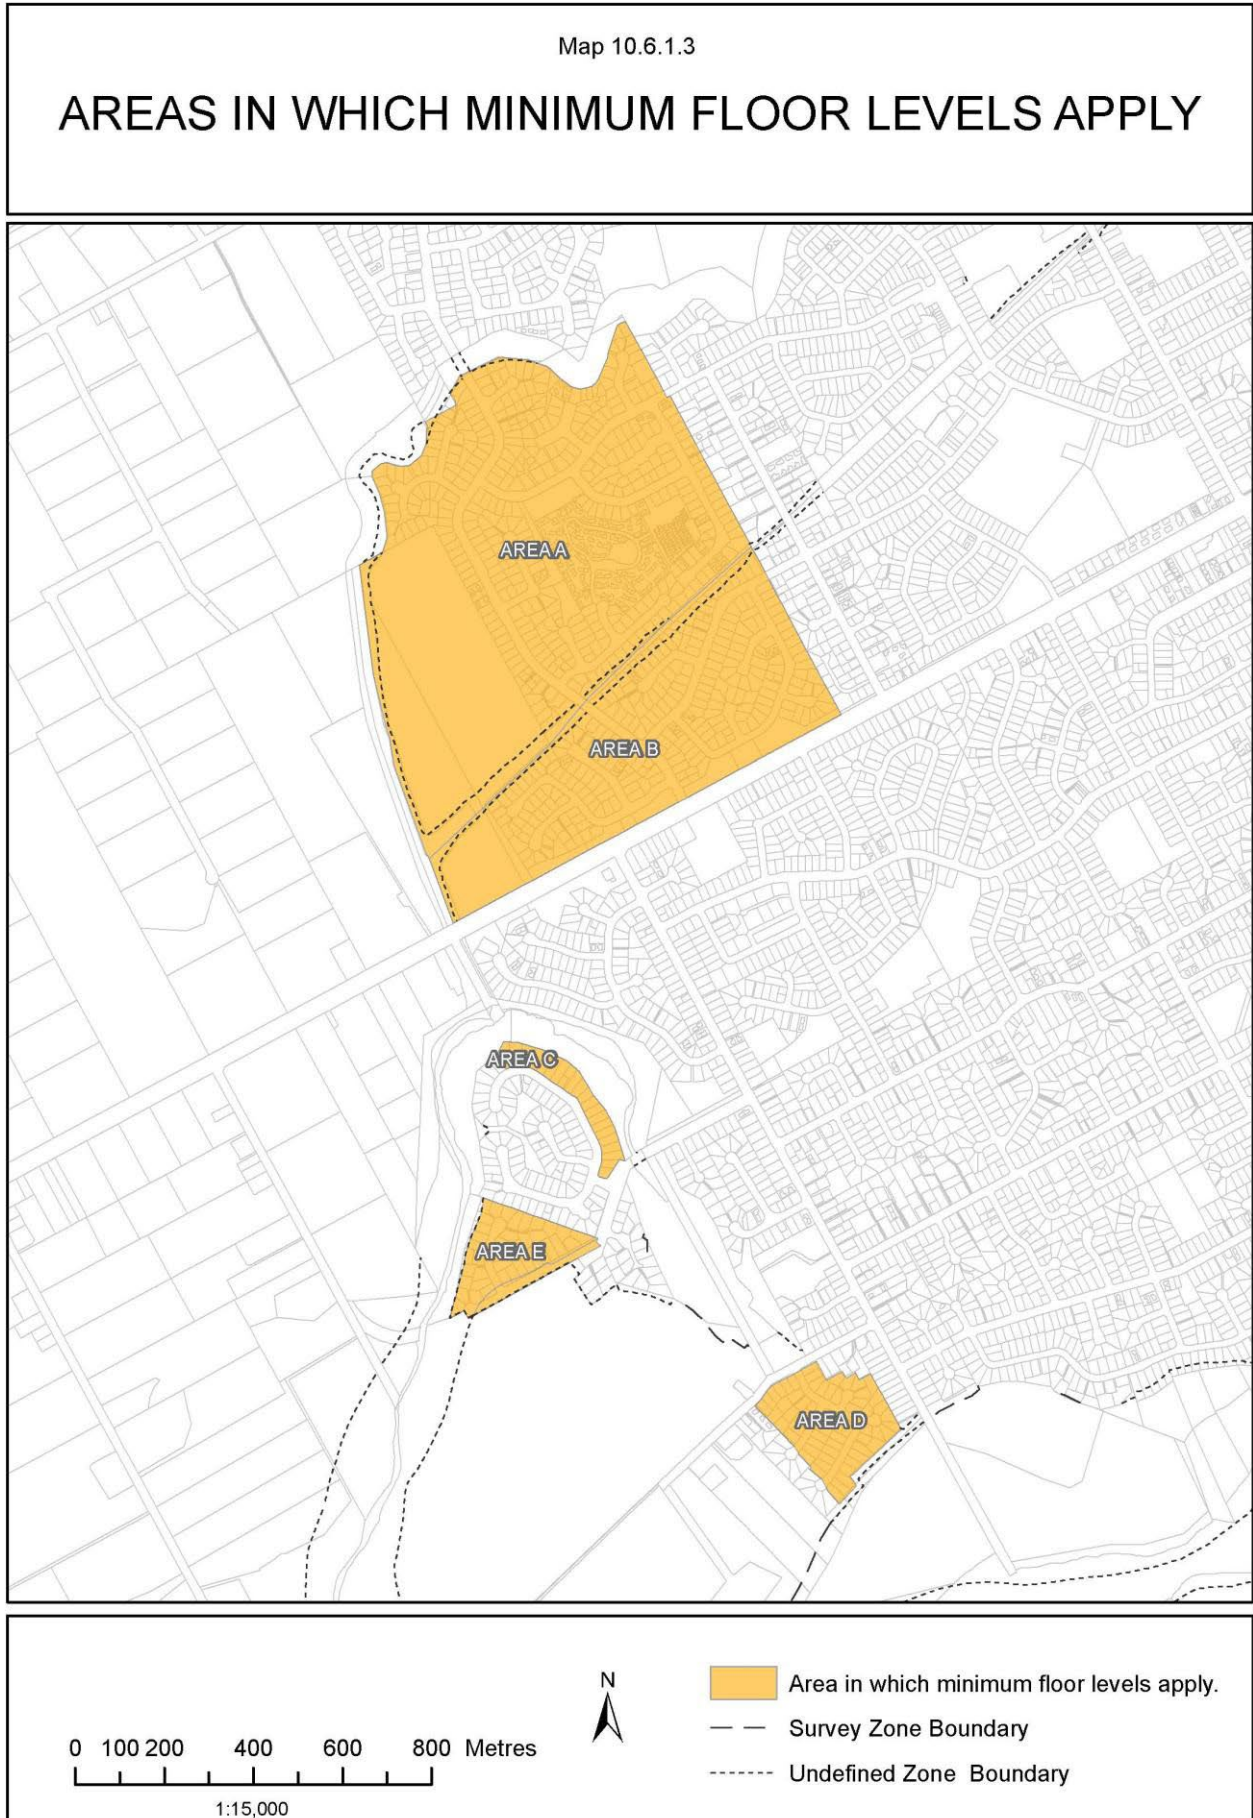 Map 10.6.1.3
AREAS IN WHICH MINIMUM FLOOR LEVELS APPLY
AREA A
AREA B
AREA C
AREA E
AREA D
N
Area in which minimum floor levels apply.
Survey Zone Boundary
Undefined Zone Boundary
0 100 200 400 600 800 Metres
1:15,000